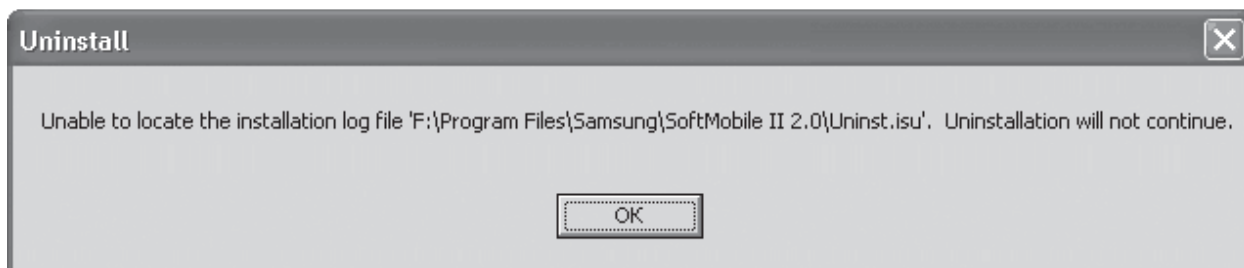 Uninstall
Unable to locate the installation log file 'F:\Program Files\Samsung\SoftMobile II 2.0\Uninst.isu'.  Uninstallation will not continue.
OK